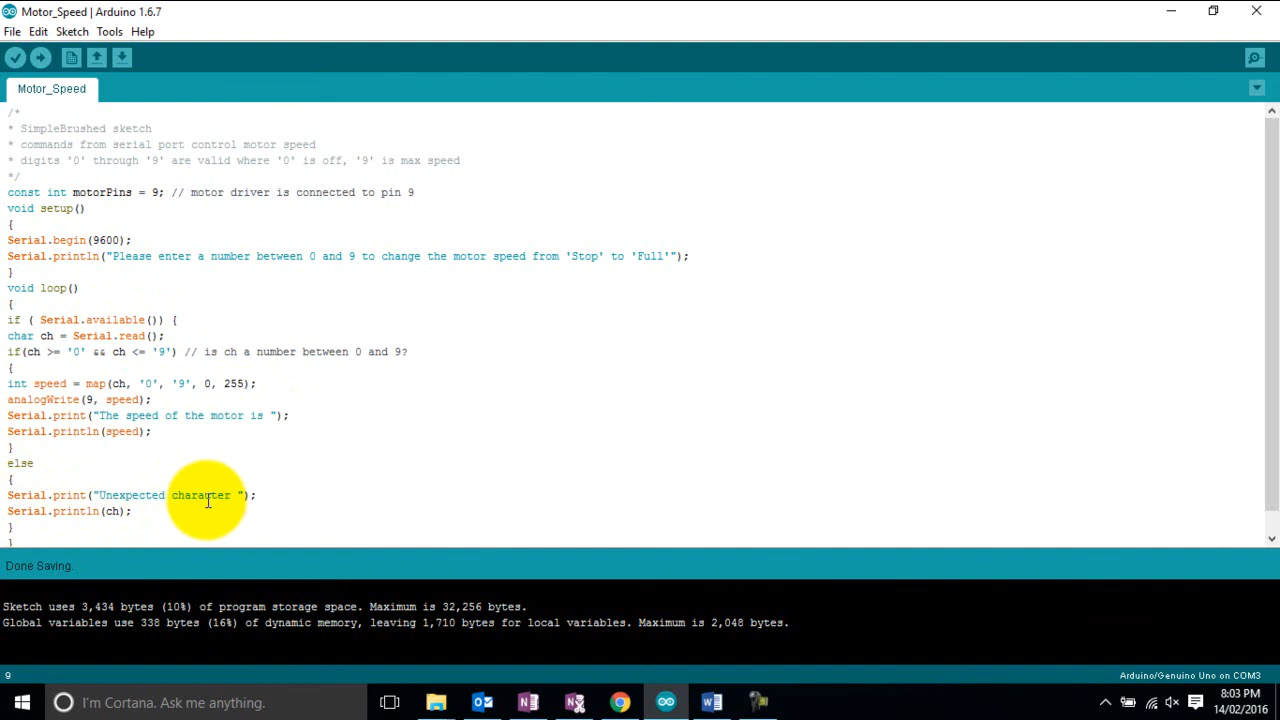 Motor_Speed | Arduino 1.6.7
File Edit Sketch Tools Help
Motor_Speed
/*
* SimpleBrushed sketch
* commands from serial port control motor speed
* digits '0' through '9' are valid where '0' is off, '9' is max speed
*/
const int motorPins = 9; // motor driver is connected to pin 9
void setup()
{
Serial.begin(9600);
Serial.println("Please enter a number between 0 and 9 to change the motor speed from 'Stop' to 'Full'");
}
void loop()
{
if ( Serial.available()) {
char ch = Serial.read();
if(ch >= '0' && ch <= '9') // is ch a number between 0 and 9?
{
int speed = map(ch, '0', '9', 0, 255);
analogWrite(9, speed);
Serial.print("The speed of the motor is ");
Serial.println(speed);
}
else
{
Serial.print("Unexpected character ");
Serial.println(ch);
}
}
Done Saving.
Sketch uses 3,434 bytes (10%) of program storage space. Maximum is 32,256 bytes.
Global variables use 338 bytes (16%) of dynamic memory, leaving 1,710 bytes for local variables. Maximum is 2,048 bytes.
9
Arduino/Genuino Uno on COM3
I'm Cortana. Ask me anything.
8:03 PM
14/02/2016